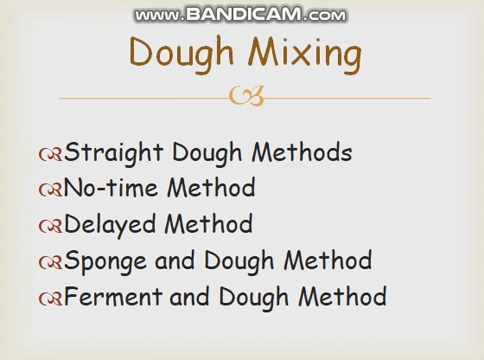 www.BANDICAM.com
Dough Mixing
Straight Dough Methods
No-time Method
Delayed Method
Sponge and Dough Method
Ferment and Dough Method